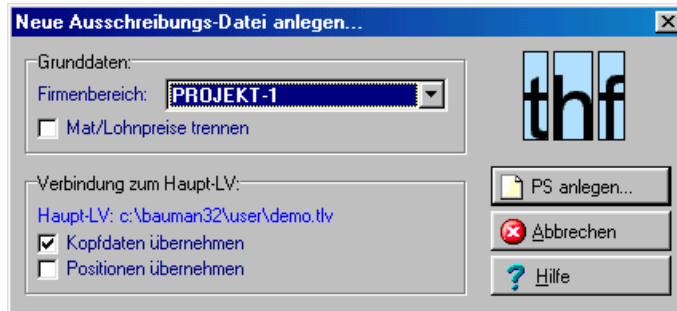 Neue Ausschreibungs-Datei anlegen...
Grunddaten:
Firmenbereich: PROJEKT-1
Mat/Lohnpreise trennen
thf
Verbindung zum Haupt-LV:
Haupt-LV: c:\bauman32\user\demo.tlv
Kopfdaten übernehmen
Positionen übernehmen
PS anlegen...
Abbrechen
Hilfe